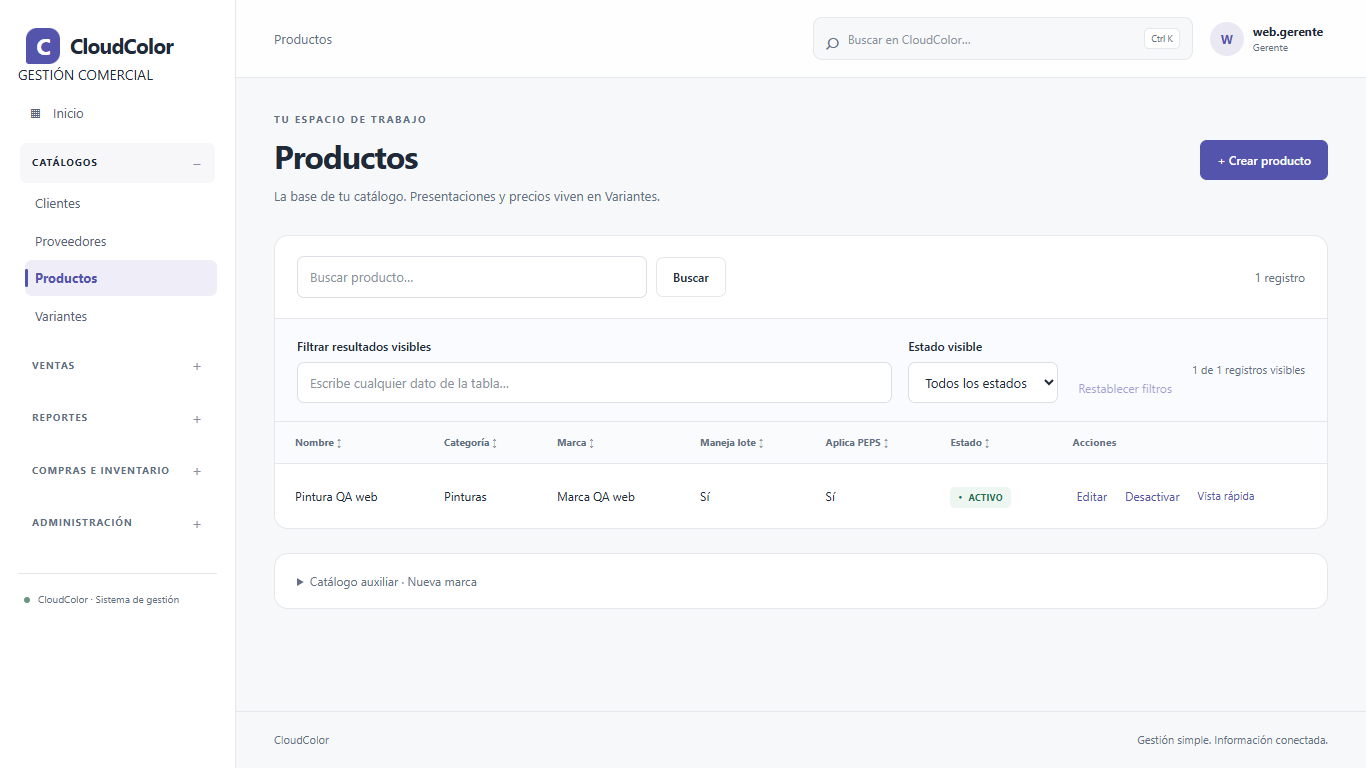 C CloudColor
GESTIÓN COMERCIAL
Inicio
CATÁLOGOS –
Clientes
Proveedores
Productos
Variantes
VENTAS +
REPORTES +
COMPRAS E INVENTARIO +
ADMINISTRACIÓN +
CloudColor · Sistema de gestión
Productos
Buscar en CloudColor... Ctrl K
W web.gerente
Gerente
TU ESPACIO DE TRABAJO
Productos
+ Crear producto
La base de tu catálogo. Presentaciones y precios viven en Variantes.
Buscar producto... Buscar 1 registro
Filtrar resultados visibles Estado visible
Escribe cualquier dato de la tabla... Todos los estados Restablecer filtros 1 de 1 registros visibles
Nombre ↕ Categoría ↕ Marca ↕ Maneja lote ↕ Aplica PEPS ↕ Estado ↕ Acciones
Pintura QA web Pinturas Marca QA web Sí Sí • ACTIVO Editar Desactivar Vista rápida
Catálogo auxiliar · Nueva marca
CloudColor Gestión simple. Información conectada.